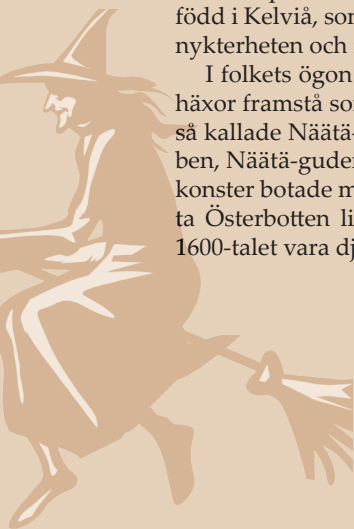 född i Kelviå, som
nykterheten och
I folkets ögon
häxor framstå so
så kallade Näätä-
ben, Näätä-guden
konster botade m
ta Österbotten li
1600-talet vara dj